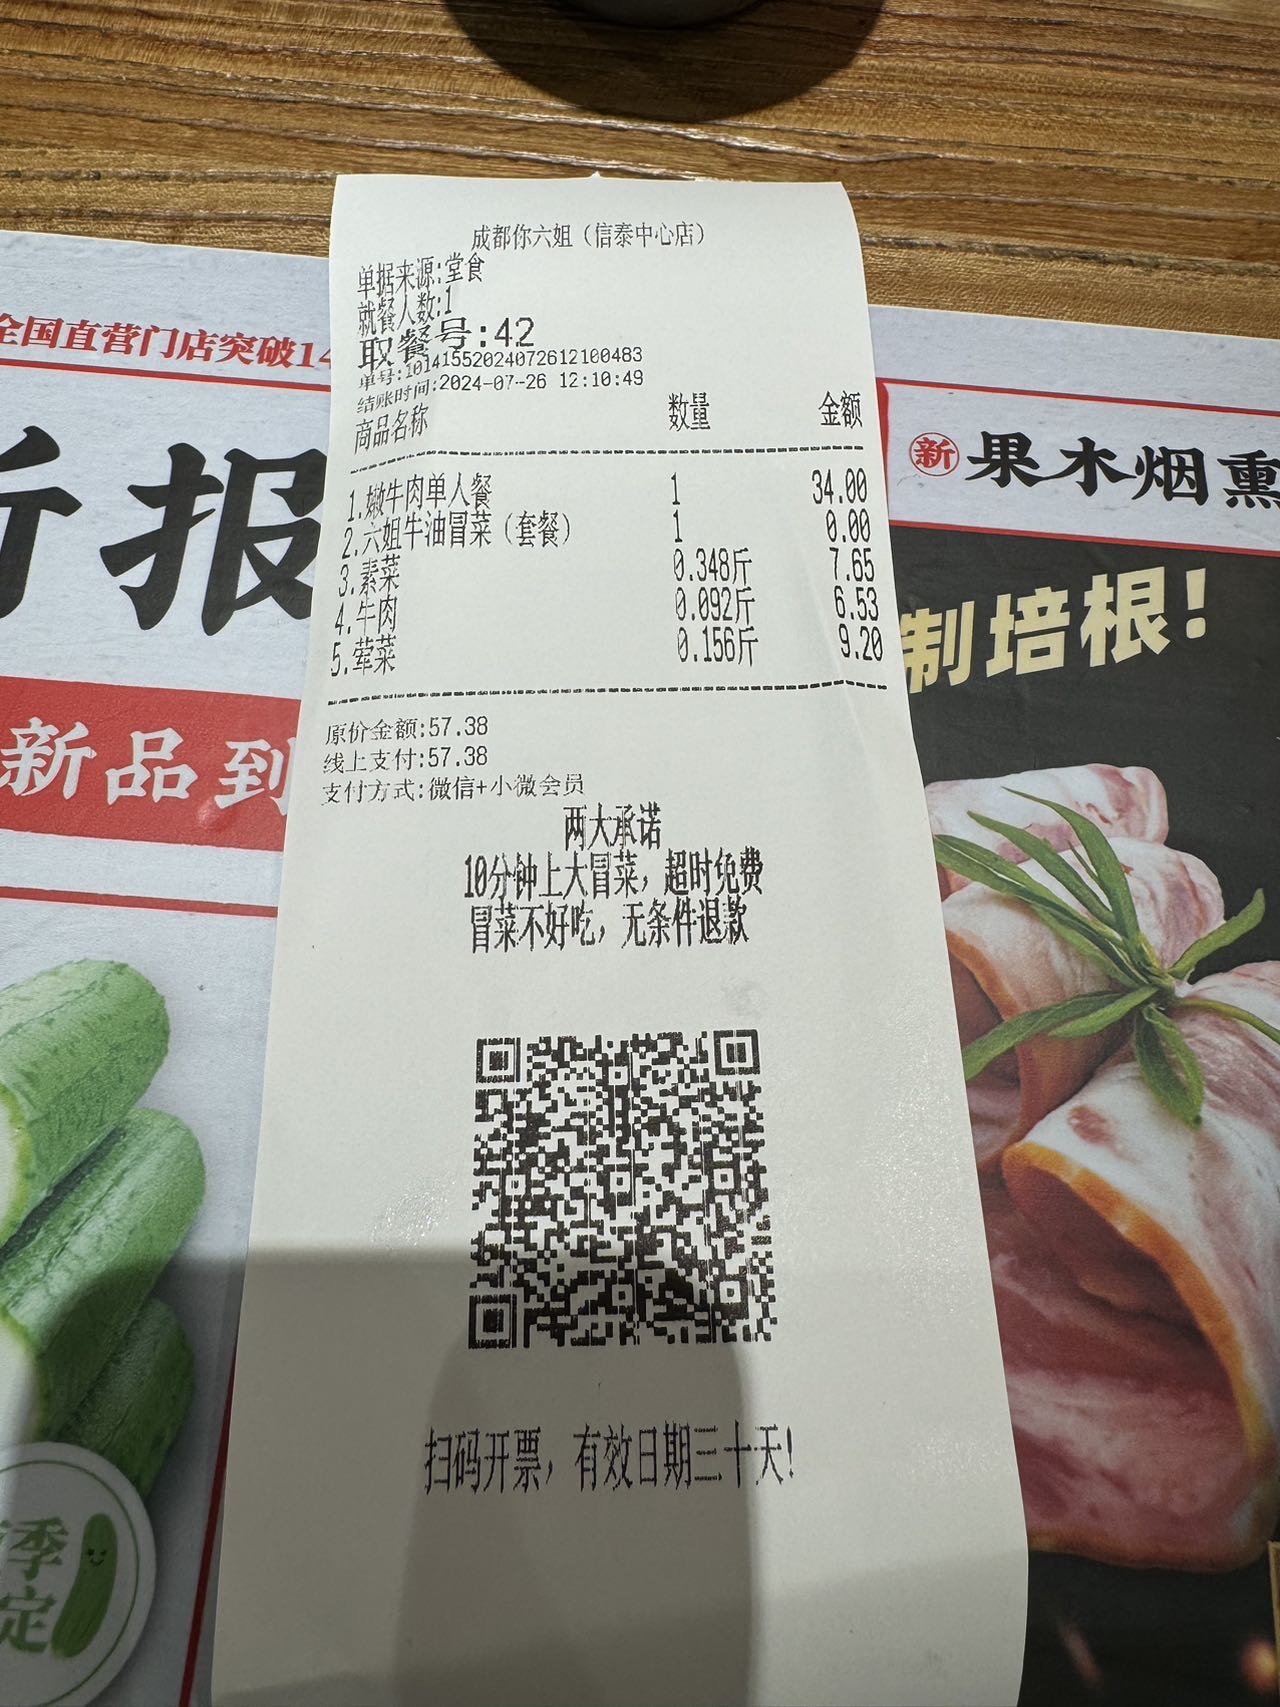 成都你六姐（信泰中心店）
单据来源:堂食
就餐人数:1
取餐号:42
单号:10141552024072612100483
结账时间:2024-07-26 12:10:49
商品名称 数量 金额
1.嫩牛肉单人餐 1 34.00
2.六姐牛油冒菜（套餐） 1 0.00
3.素菜 0.348斤 7.65
4.牛肉 0.092斤 6.53
5.荤菜 0.156斤 9.20
原价金额:57.38
线上支付:57.38
支付方式:微信+小微会员
两大承诺
10分钟上大冒菜，超时免费
冒菜不好吃，无条件退款
扫码开票，有效日期三十天!
全国直营门店突破14
报
新品到
季
定
新 果木烟熏
制培根!